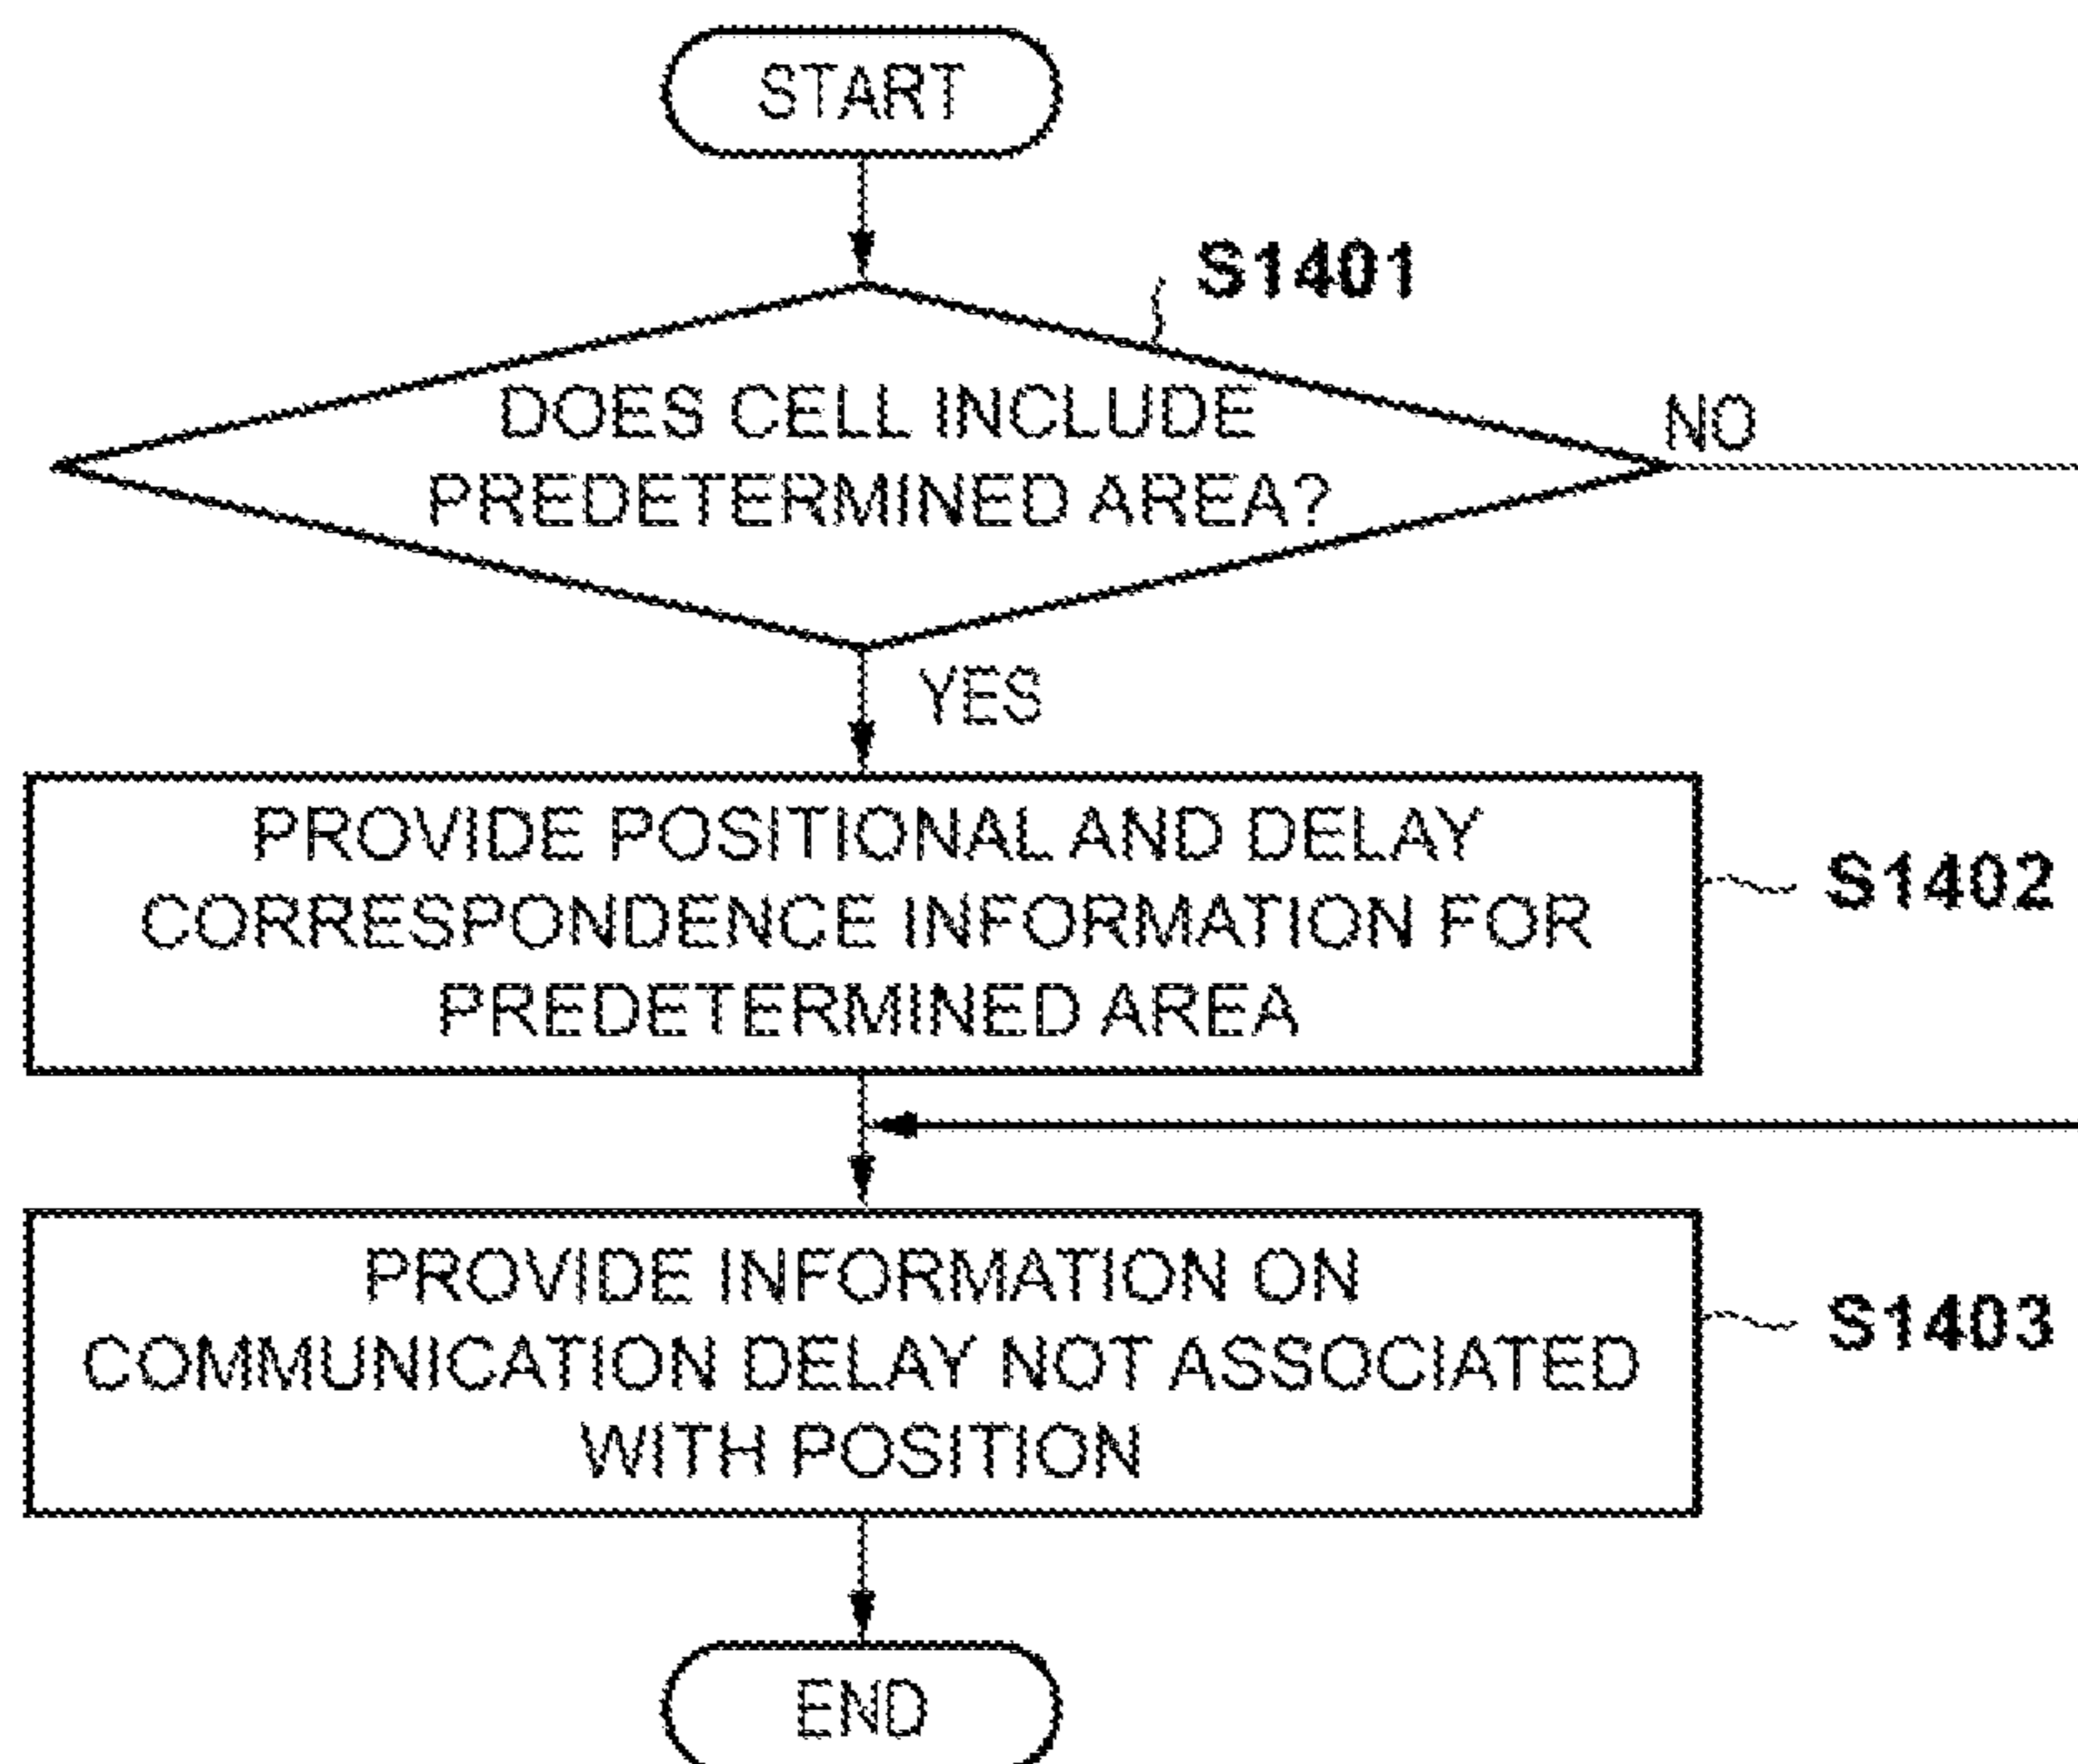 START
S1401
DOES CELL INCLUDE
PREDETERMINED AREA?
NO
YES
PROVIDE POSITIONAL AND DELAY
CORRESPONDENCE INFORMATION FOR
PREDETERMINED AREA
S1402
PROVIDE INFORMATION ON
COMMUNICATION DELAY NOT ASSOCIATED
WITH POSITION
S1403
END